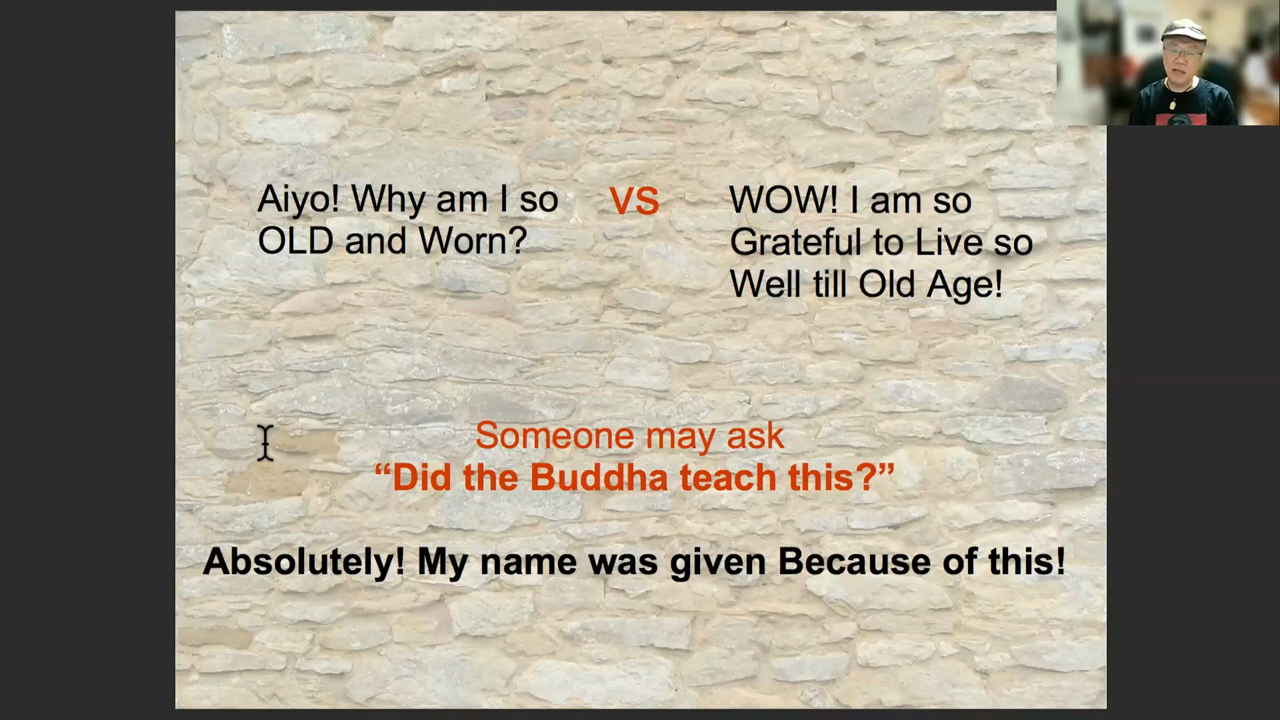 Aiyo! Why am I so
OLD and Worn?
VS
WOW! I am so
Grateful to Live so
Well till Old Age!
Someone may ask
“Did the Buddha teach this?”
Absolutely! My name was given Because of this!